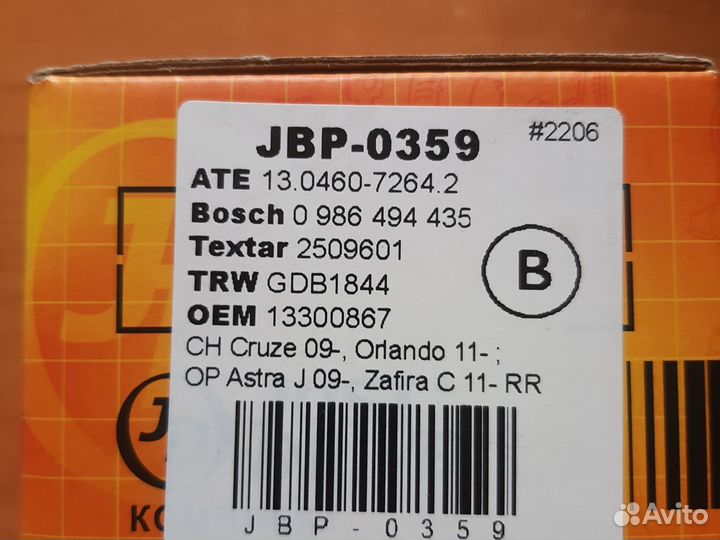 JBP-0359
#2206
ATE 13.0460-7264.2
Bosch 0 986 494 435
Textar 2509601
TRW GDB1844
OEM 13300867
B
CH Cruze 09-, Orlando 11- ;
OP Astra J 09-, Zafira C 11- RR
JBP-0359
Avito